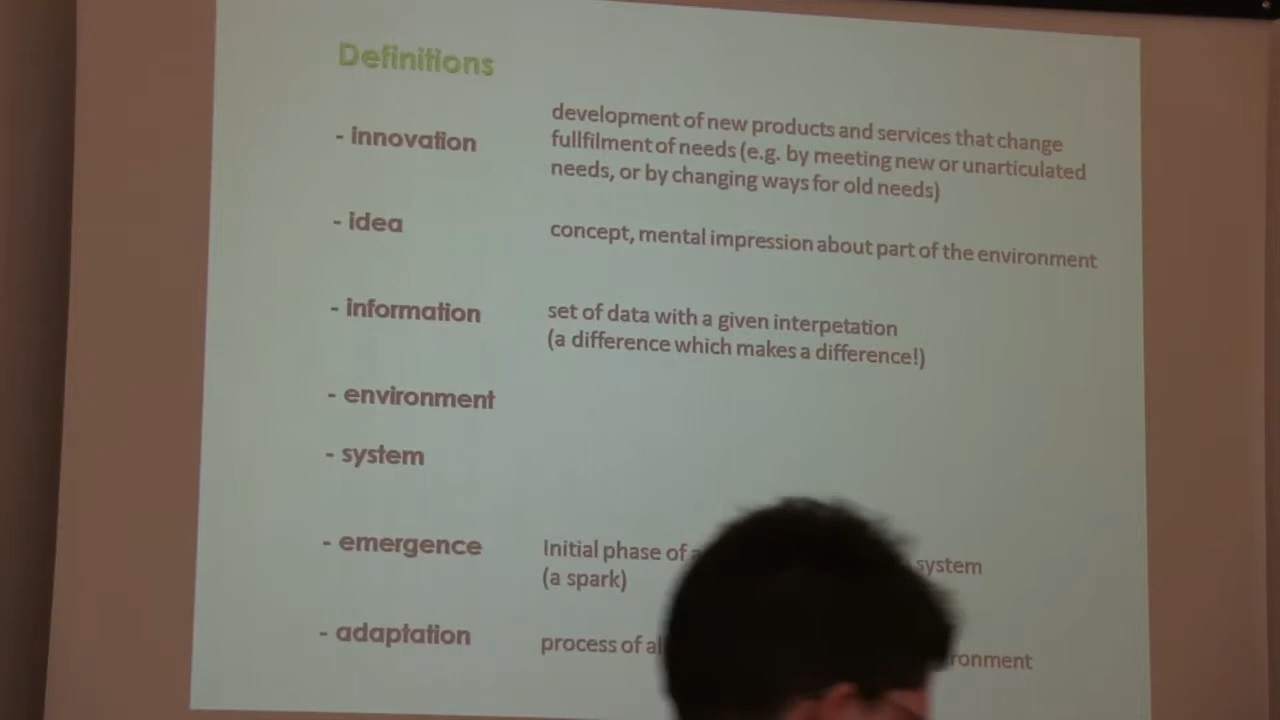 Definitions
- innovation
development of new products and services that change
fullfilment of needs (e.g. by meeting new or unarticulated
needs, or by changing ways for old needs)
- idea
concept, mental impression about part of the environment
- information
set of data with a given interpetation
(a difference which makes a difference!)
- environment
- system
- emergence
Initial phase of system
(a spark)
- adaptation
process of